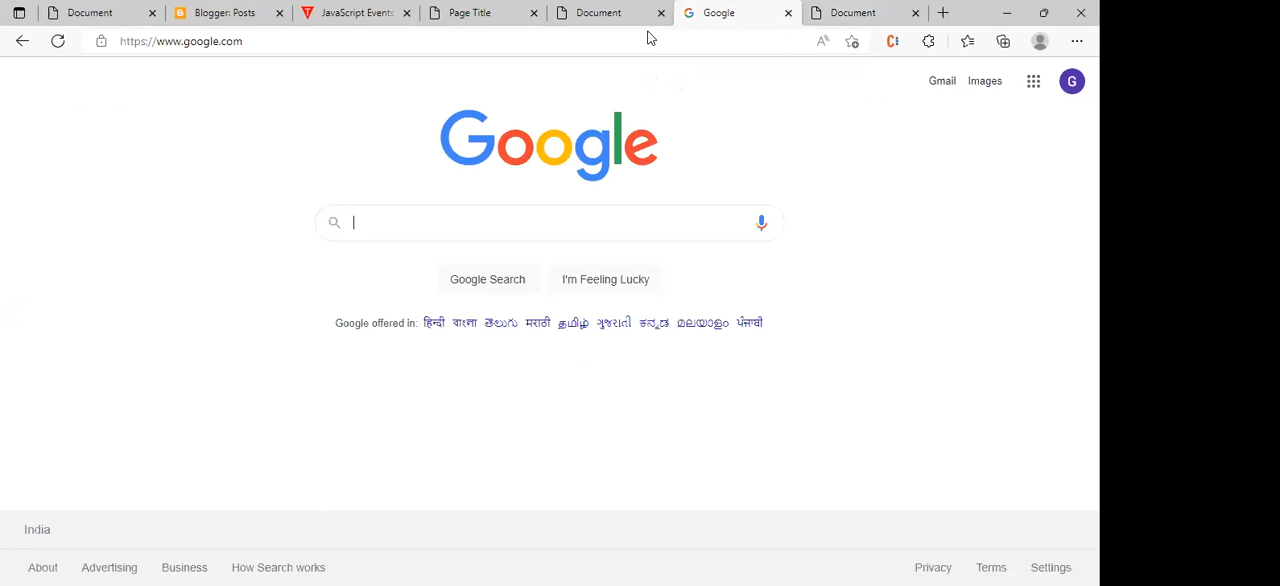 Document Blogger: Posts JavaScript Events Page Title Document Google Document
https://www.google.com
Gmail Images G
Google
Google Search I'm Feeling Lucky
Google offered in: हिन्दी বাংলা తెలుగు मराठी தமிழ் ગુજરાતી ಕನ್ನಡ മലയാളം ਪੰਜਾਬੀ
India
About Advertising Business How Search works Privacy Terms Settings